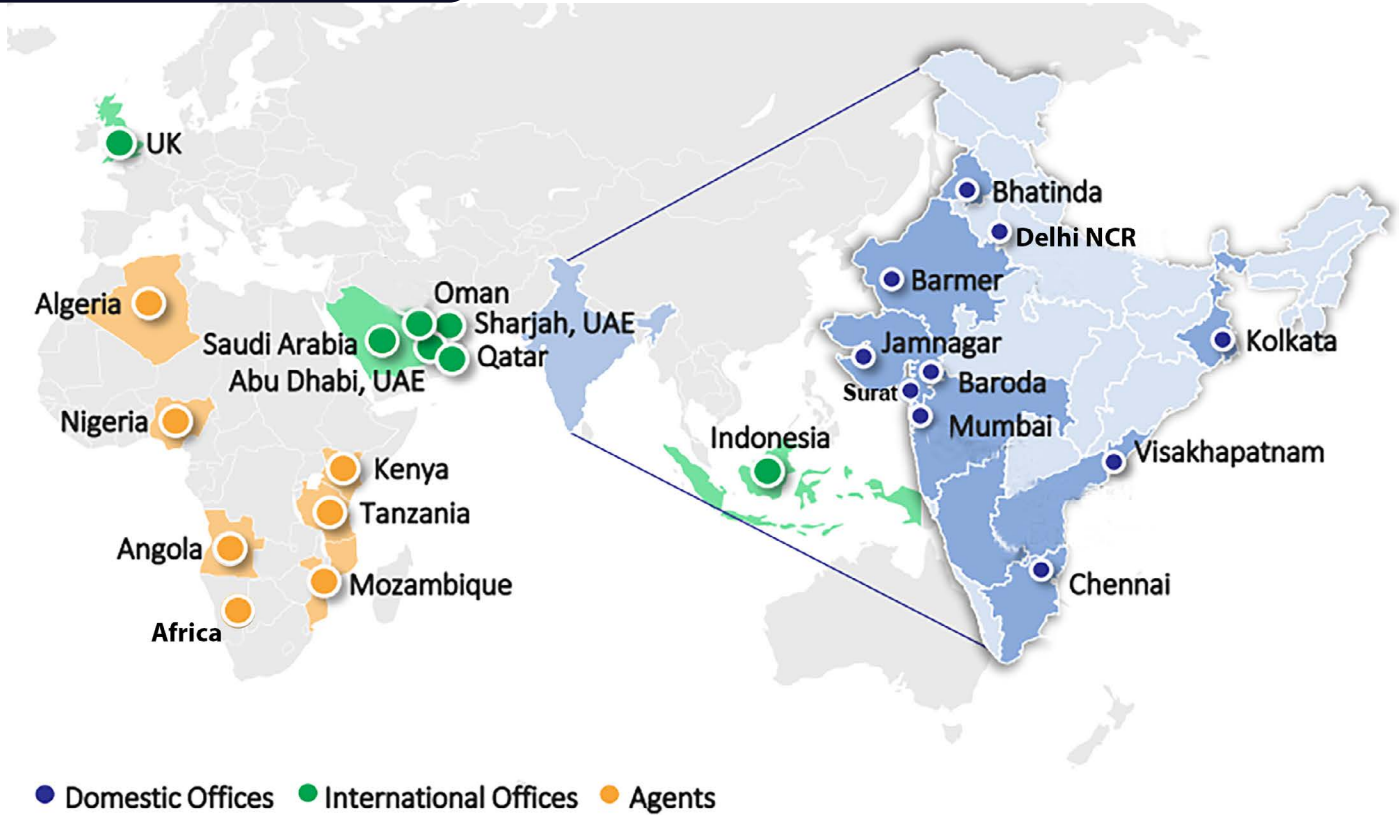 UK
Algeria
Nigeria
Angola
Africa
Kenya
Tanzania
Mozambique
Oman
Sharjah, UAE
Saudi Arabia
Qatar
Abu Dhabi, UAE
Indonesia
Bhatinda
Delhi NCR
Barmer
Jamnagar
Kolkata
Baroda
Surat
Mumbai
Visakhapatnam
Chennai
Domestic Offices
International Offices
Agents